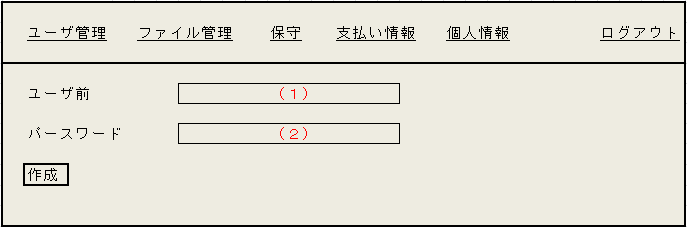 ユーザ管理 ファイル管理 保守 支払い情報 個人情報 ログアウト
ユーザ前 （１）
パースワード （２）
作成